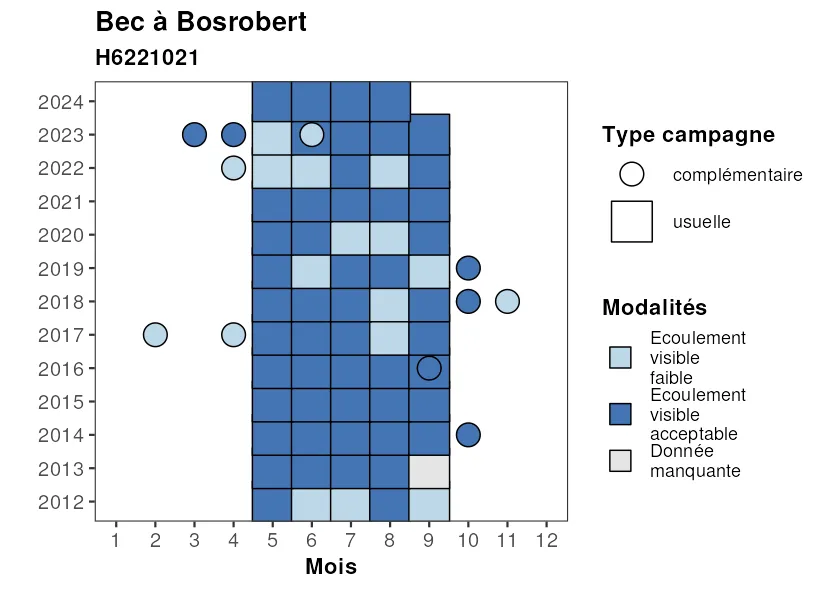 Bec à Bosrobert
H6221021
2024
2023
2022
2021
2020
2019
2018
2017
2016
2015
2014
2013
2012
1 2 3 4 5 6 7 8 9 10 11 12
Mois
Type campagne
complémentaire
usuelle
Modalités
Ecoulement
visible
faible
Ecoulement
visible
acceptable
Donnée
manquante